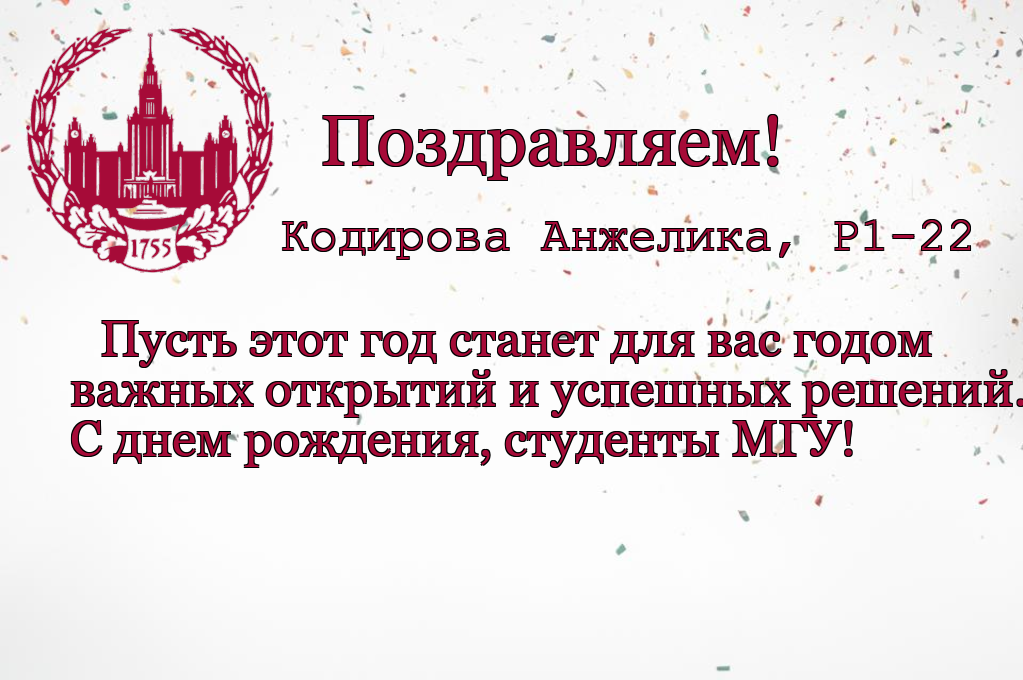 1755
Поздравляем!
Кодирова Анжелика, Р1-22
Пусть этот год станет для вас годом
важных открытий и успешных решений.
С днем рождения, студенты МГУ!